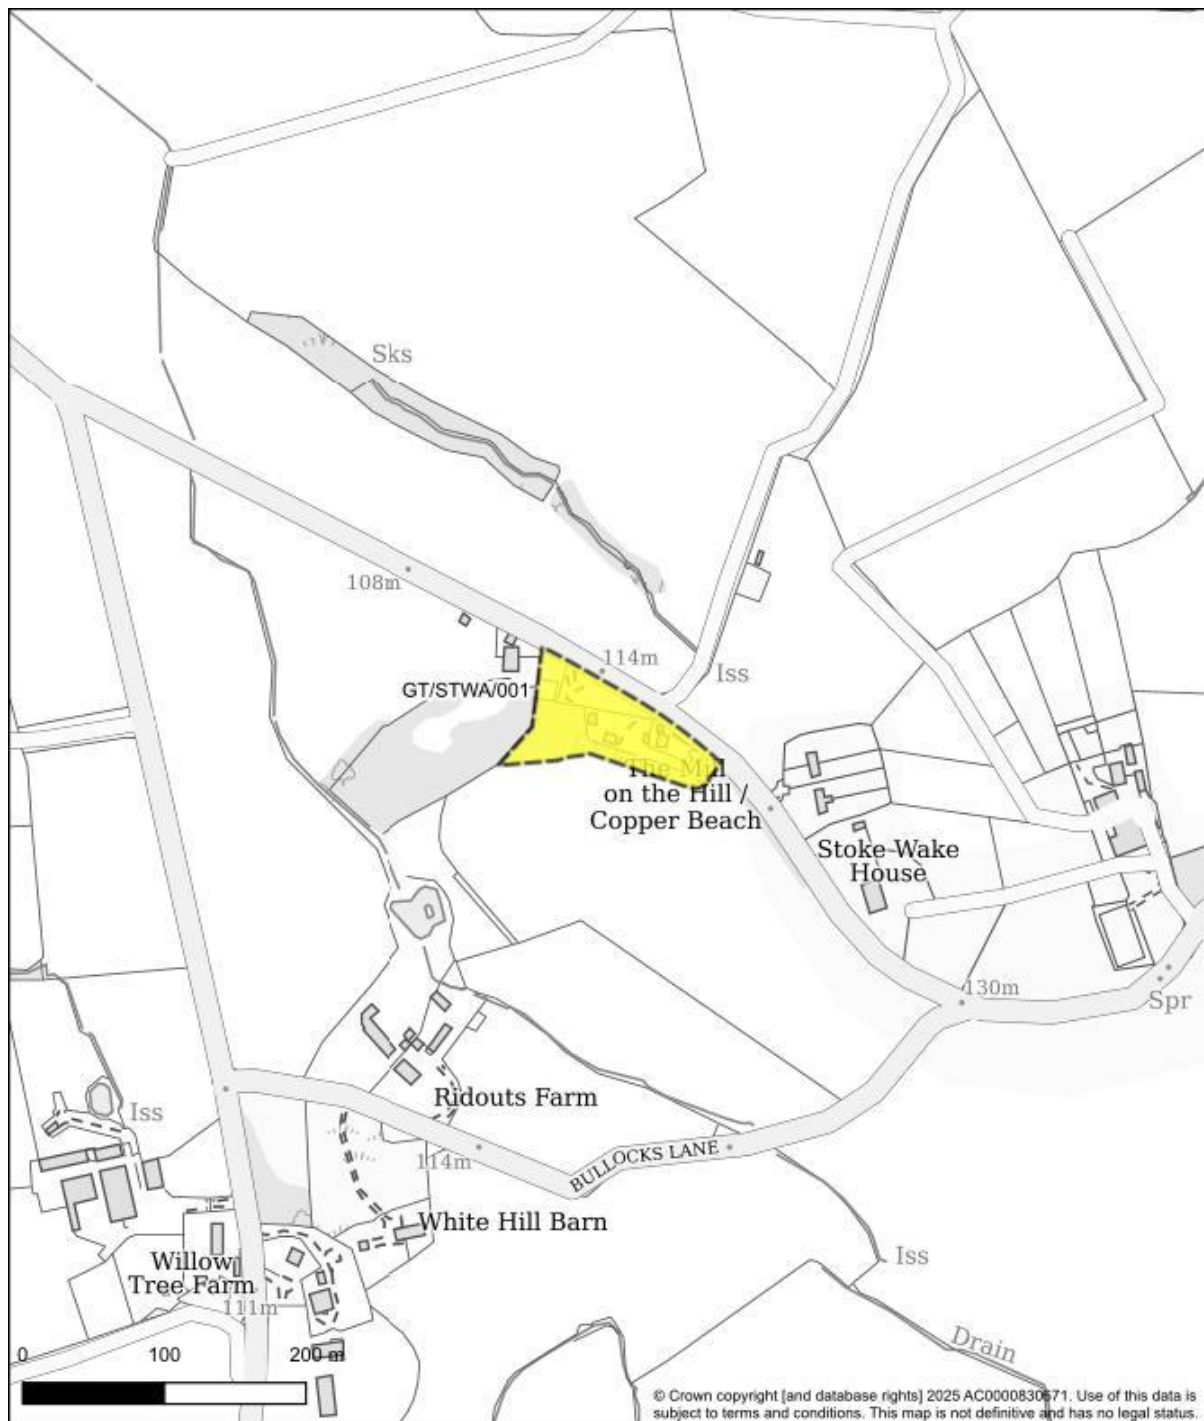 Sks
108m
114m
Iss
GT/STWA/001
The Mill
on the Hill /
Copper Beach
Stoke Wake
House
130m
Spr
Ridouts Farm
Iss
114m
BULLOCKS LANE
White Hill Barn
Willow
Tree Farm
Iss
111m
Drain
0 100 200 m
© Crown copyright [and database rights] 2025 AC0000830671. Use of this data is
subject to terms and conditions. This map is not definitive and has no legal status.